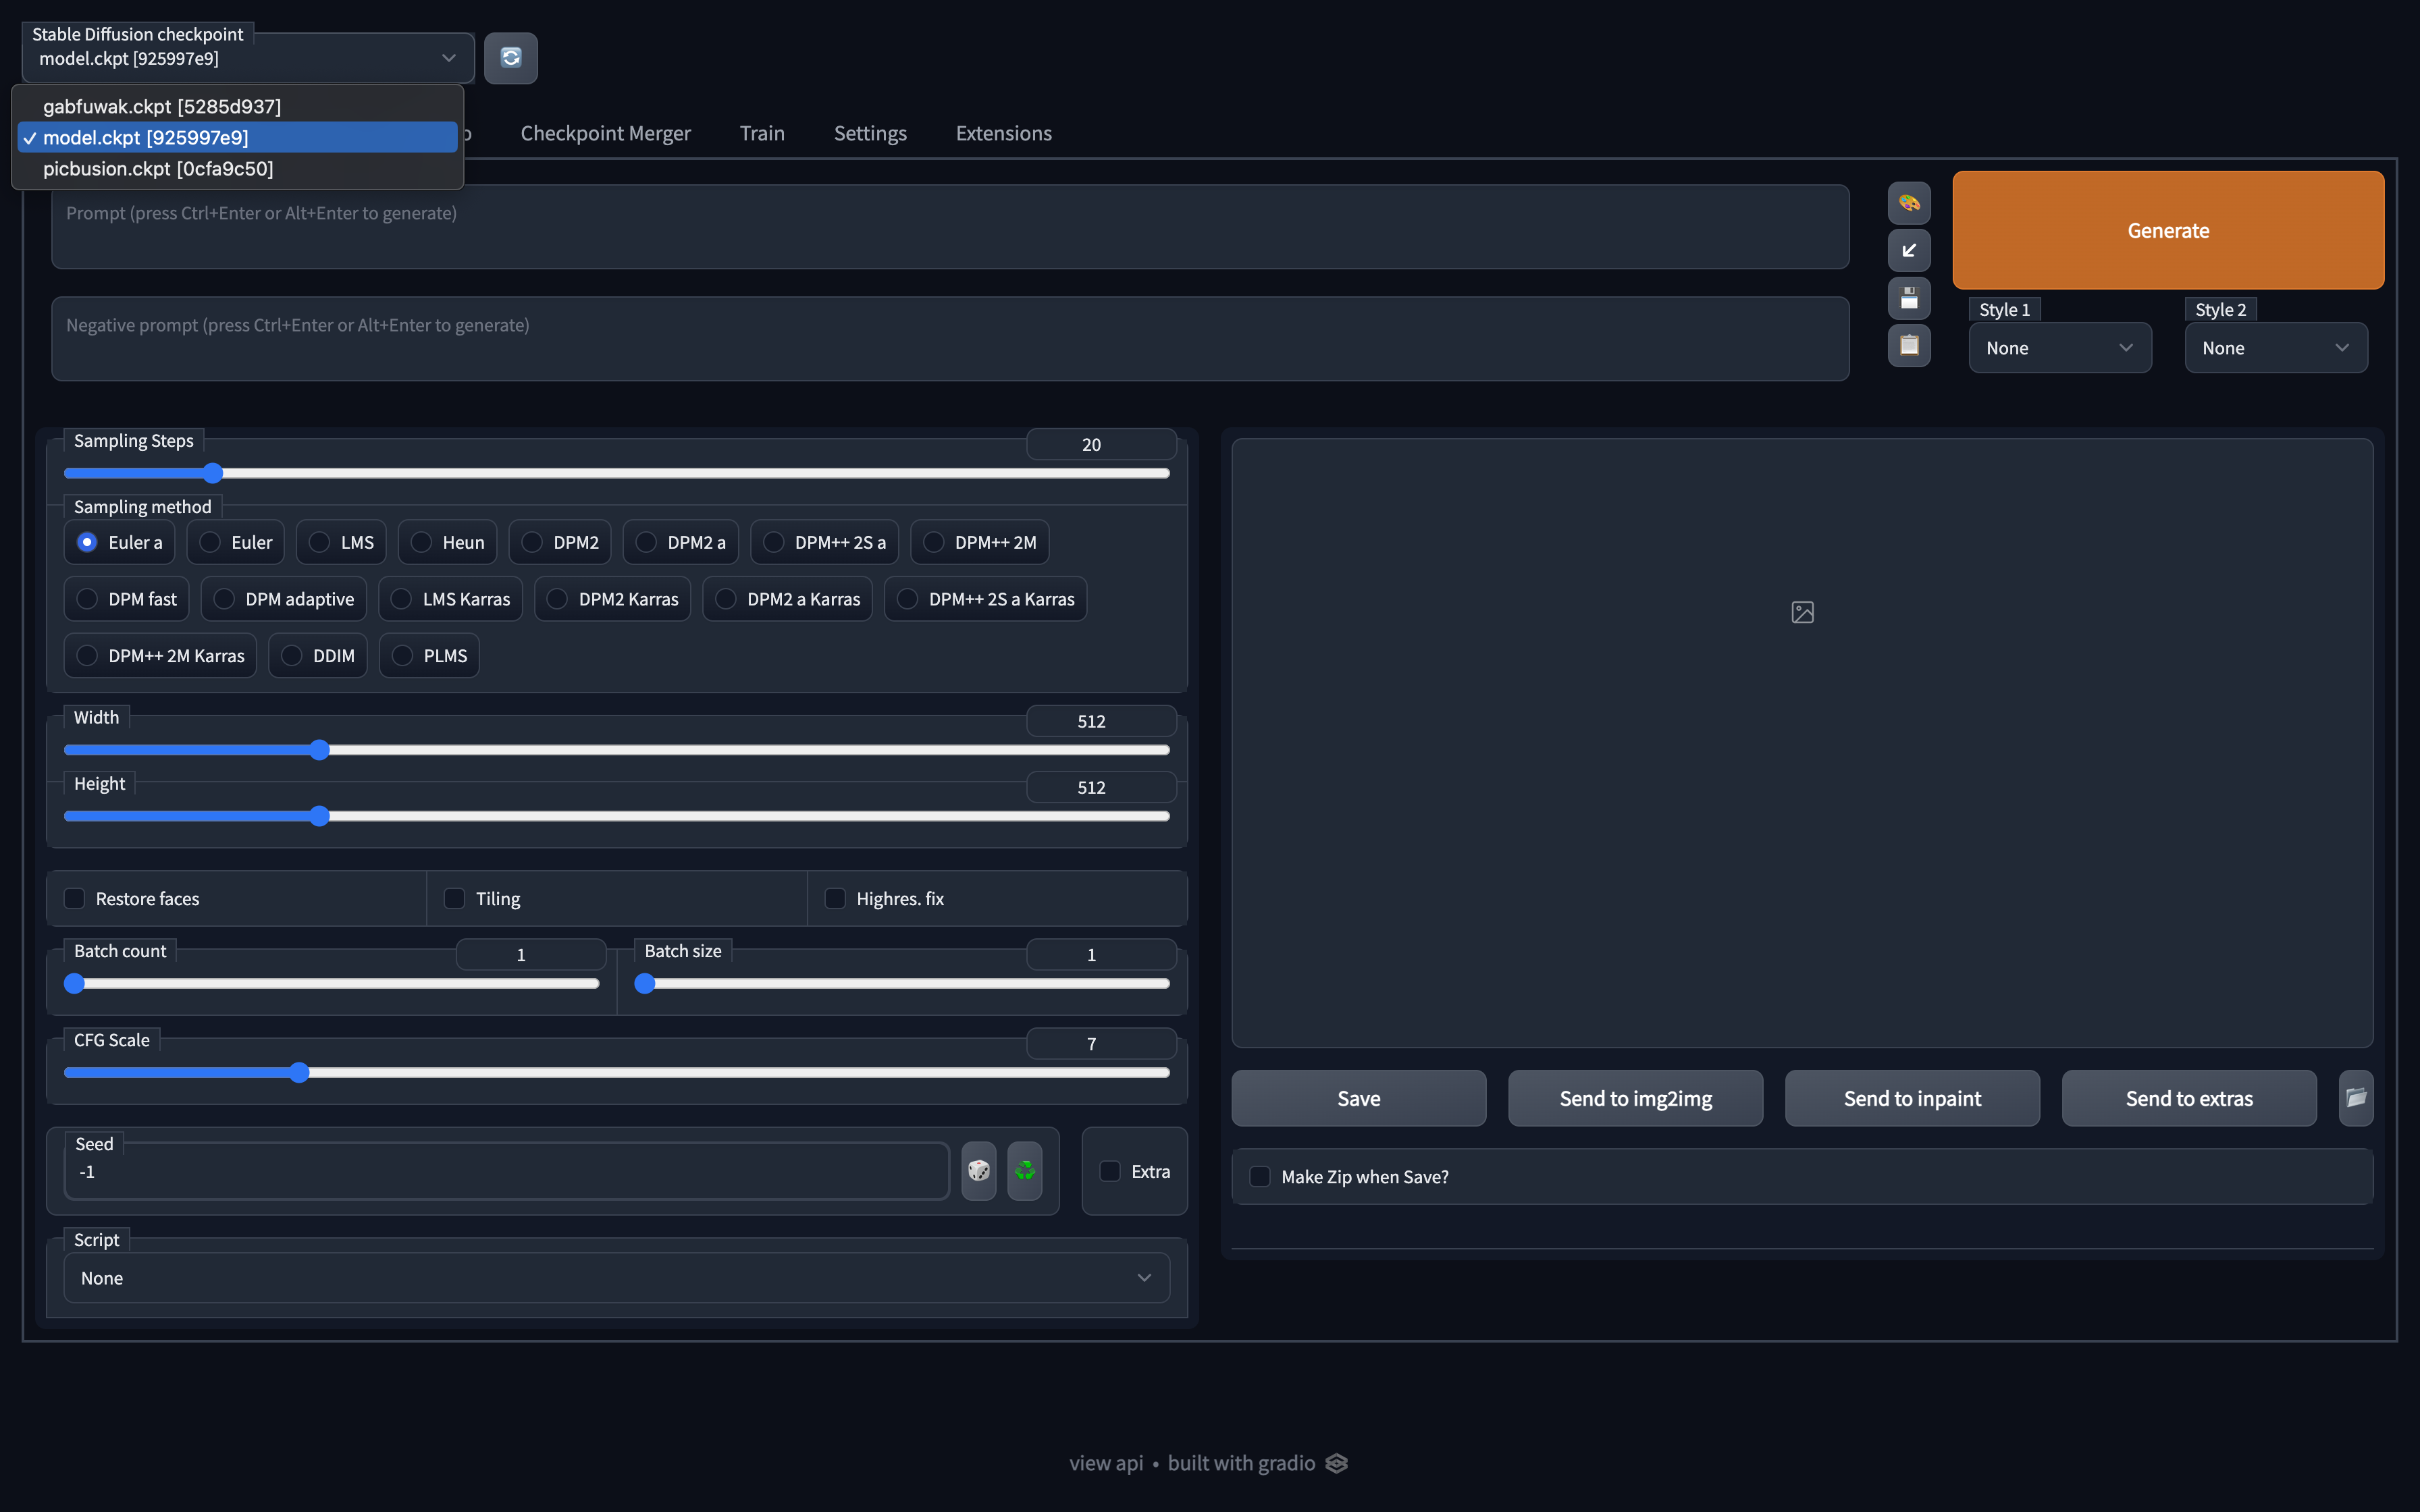 Stable Diffusion checkpoint
model.ckpt [925997e9]
gabfuwak.ckpt [5285d937]
✓ model.ckpt [925997e9]
picbusion.ckpt [0cfa9c50]
Checkpoint Merger Train Settings Extensions
Prompt (press Ctrl+Enter or Alt+Enter to generate)
Generate
Negative prompt (press Ctrl+Enter or Alt+Enter to generate)
Style 1 Style 2
None None
Sampling Steps 20
Sampling method
Euler a Euler LMS Heun DPM2 DPM2 a DPM++ 2S a DPM++ 2M
DPM fast DPM adaptive LMS Karras DPM2 Karras DPM2 a Karras DPM++ 2S a Karras
DPM++ 2M Karras DDIM PLMS
Width 512
Height 512
Restore faces Tiling Highres. fix
Batch count 1 Batch size 1
CFG Scale 7
Seed
-1
Extra
Script
None
Save Send to img2img Send to inpaint Send to extras
Make Zip when Save?
view api • built with gradio